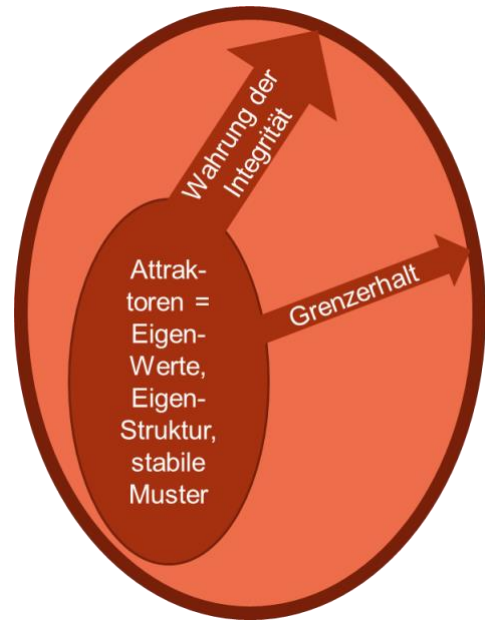 Wahrung der
Integrität
Grenzerhalt
Attrak-
toren =
Eigen-
Werte,
Eigen-
Struktur,
stabile
Muster